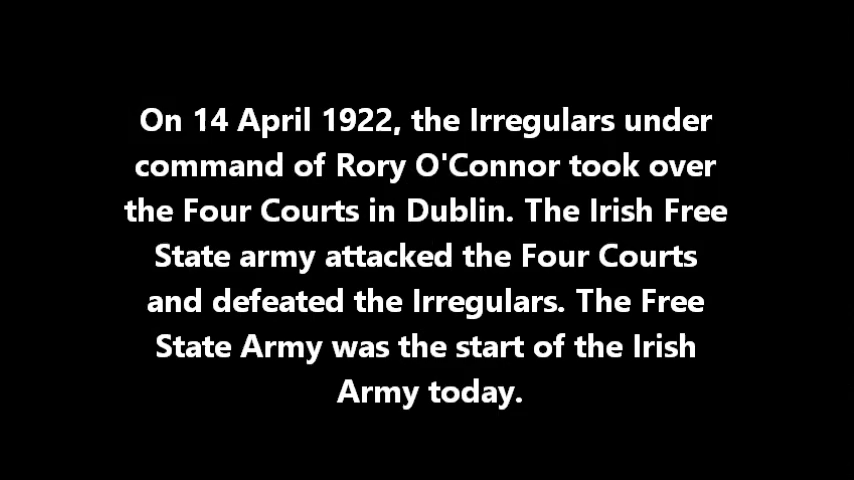 On 14 April 1922, the Irregulars under
command of Rory O'Connor took over
the Four Courts in Dublin. The Irish Free
State army attacked the Four Courts
and defeated the Irregulars. The Free
State Army was the start of the Irish
Army today.